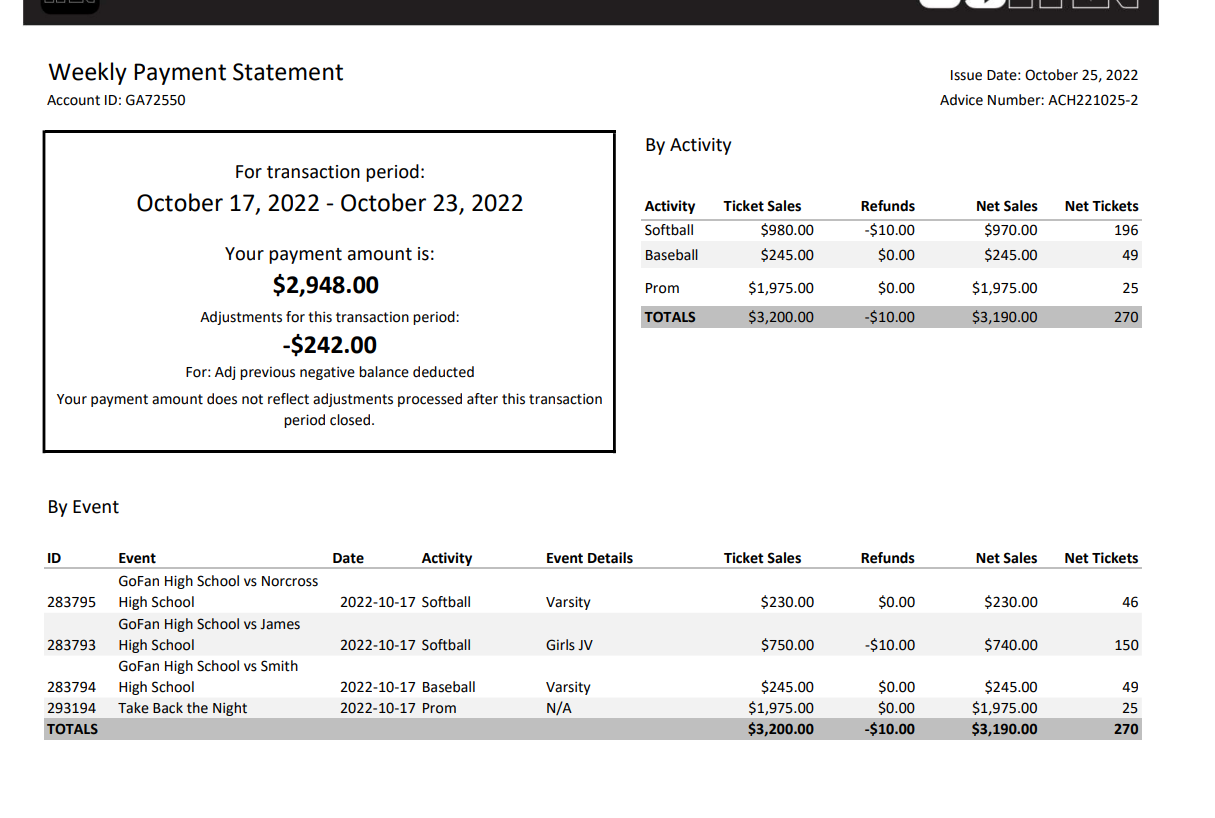 Weekly Payment Statement
Account ID: GA72550
Issue Date: October 25, 2022
Advice Number: ACH221025-2
For transaction period:
October 17, 2022 - October 23, 2022
Your payment amount is:
$2,948.00
Adjustments for this transaction period:
-$242.00
For: Adj previous negative balance deducted
Your payment amount does not reflect adjustments processed after this transaction
period closed.
By Activity
Activity Ticket Sales Refunds Net Sales Net Tickets
Softball $980.00 -$10.00 $970.00 196
Baseball $245.00 $0.00 $245.00 49
Prom $1,975.00 $0.00 $1,975.00 25
TOTALS $3,200.00 -$10.00 $3,190.00 270
By Event
ID Event Date Activity Event Details Ticket Sales Refunds Net Sales Net Tickets
GoFan High School vs Norcross
283795 High School 2022-10-17 Softball Varsity $230.00 $0.00 $230.00 46
GoFan High School vs James
283793 High School 2022-10-17 Softball Girls JV $750.00 -$10.00 $740.00 150
GoFan High School vs Smith
283794 High School 2022-10-17 Baseball Varsity $245.00 $0.00 $245.00 49
293194 Take Back the Night 2022-10-17 Prom N/A $1,975.00 $0.00 $1,975.00 25
TOTALS $3,200.00 -$10.00 $3,190.00 270